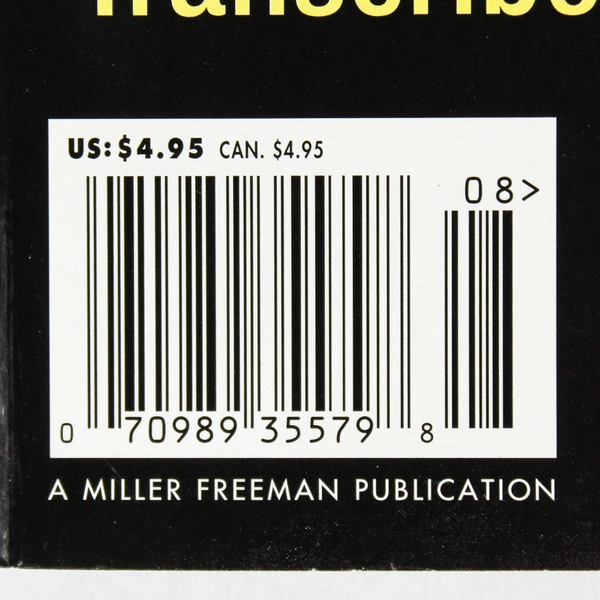 US: $4.95 CAN. $4.95
08>
0 70989 35579 8
A MILLER FREEMAN PUBLICATION